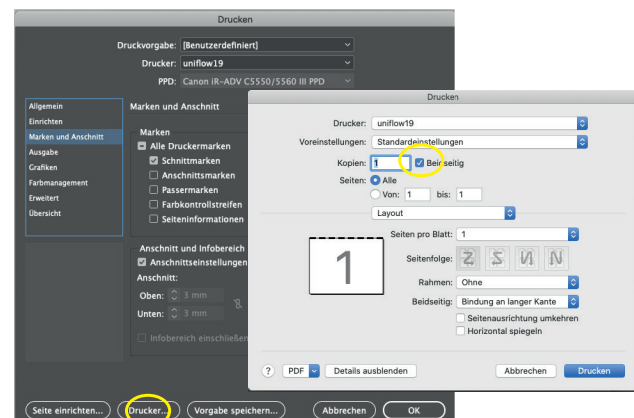 Drucken
Druckvorgabe: [Benutzerdefiniert]
Drucker: uniflow19
PPD: Canon iR-ADV C5550/5560 III PPD
Allgemein
Einrichten
Marken und Anschnitt
Ausgabe
Grafiken
Farbmanagement
Erweitert
Übersicht
Marken und Anschnitt
Marken
Alle Druckermarken
Schnittmarken
Anschnittsmarken
Passermarken
Farbkontrollstreifen
Seiteninformationen
Anschnitt und Infobereich
Anschnittseinstellungen
Anschnitt:
Oben: 3 mm
Unten: 3 mm
Infobereich einschließen
Seite einrichten...) Drucker... Vorgabe speichern... Abbrechen OK
Drucken
Drucker: uniflow19
Voreinstellungen: Standardeinstellungen
Kopien: 1 Beidseitig
Seiten: Alle
Von: 1 bis: 1
Layout
1
Seiten pro Blatt: 1
Seitenfolge:
Rahmen: Ohne
Beidseitig: Bindung an langer Kante
Seitenausrichtung umkehren
Horizontal spiegeln
? PDF Details ausblenden Abbrechen Drucken